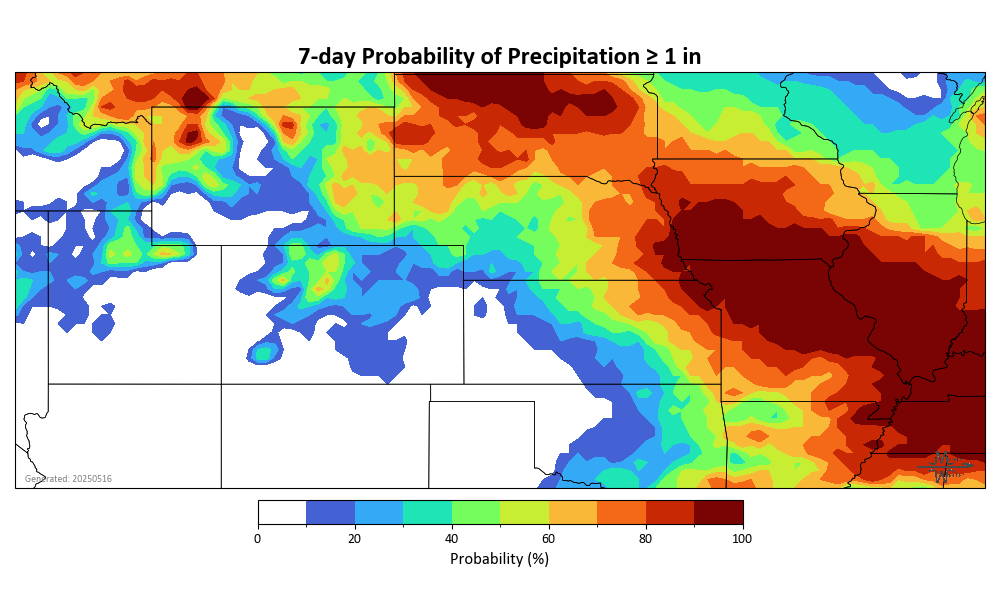 7-day Probability of Precipitation ≥ 1 in
Generated: 20250516
0 20 40 60 80 100
Probability (%)